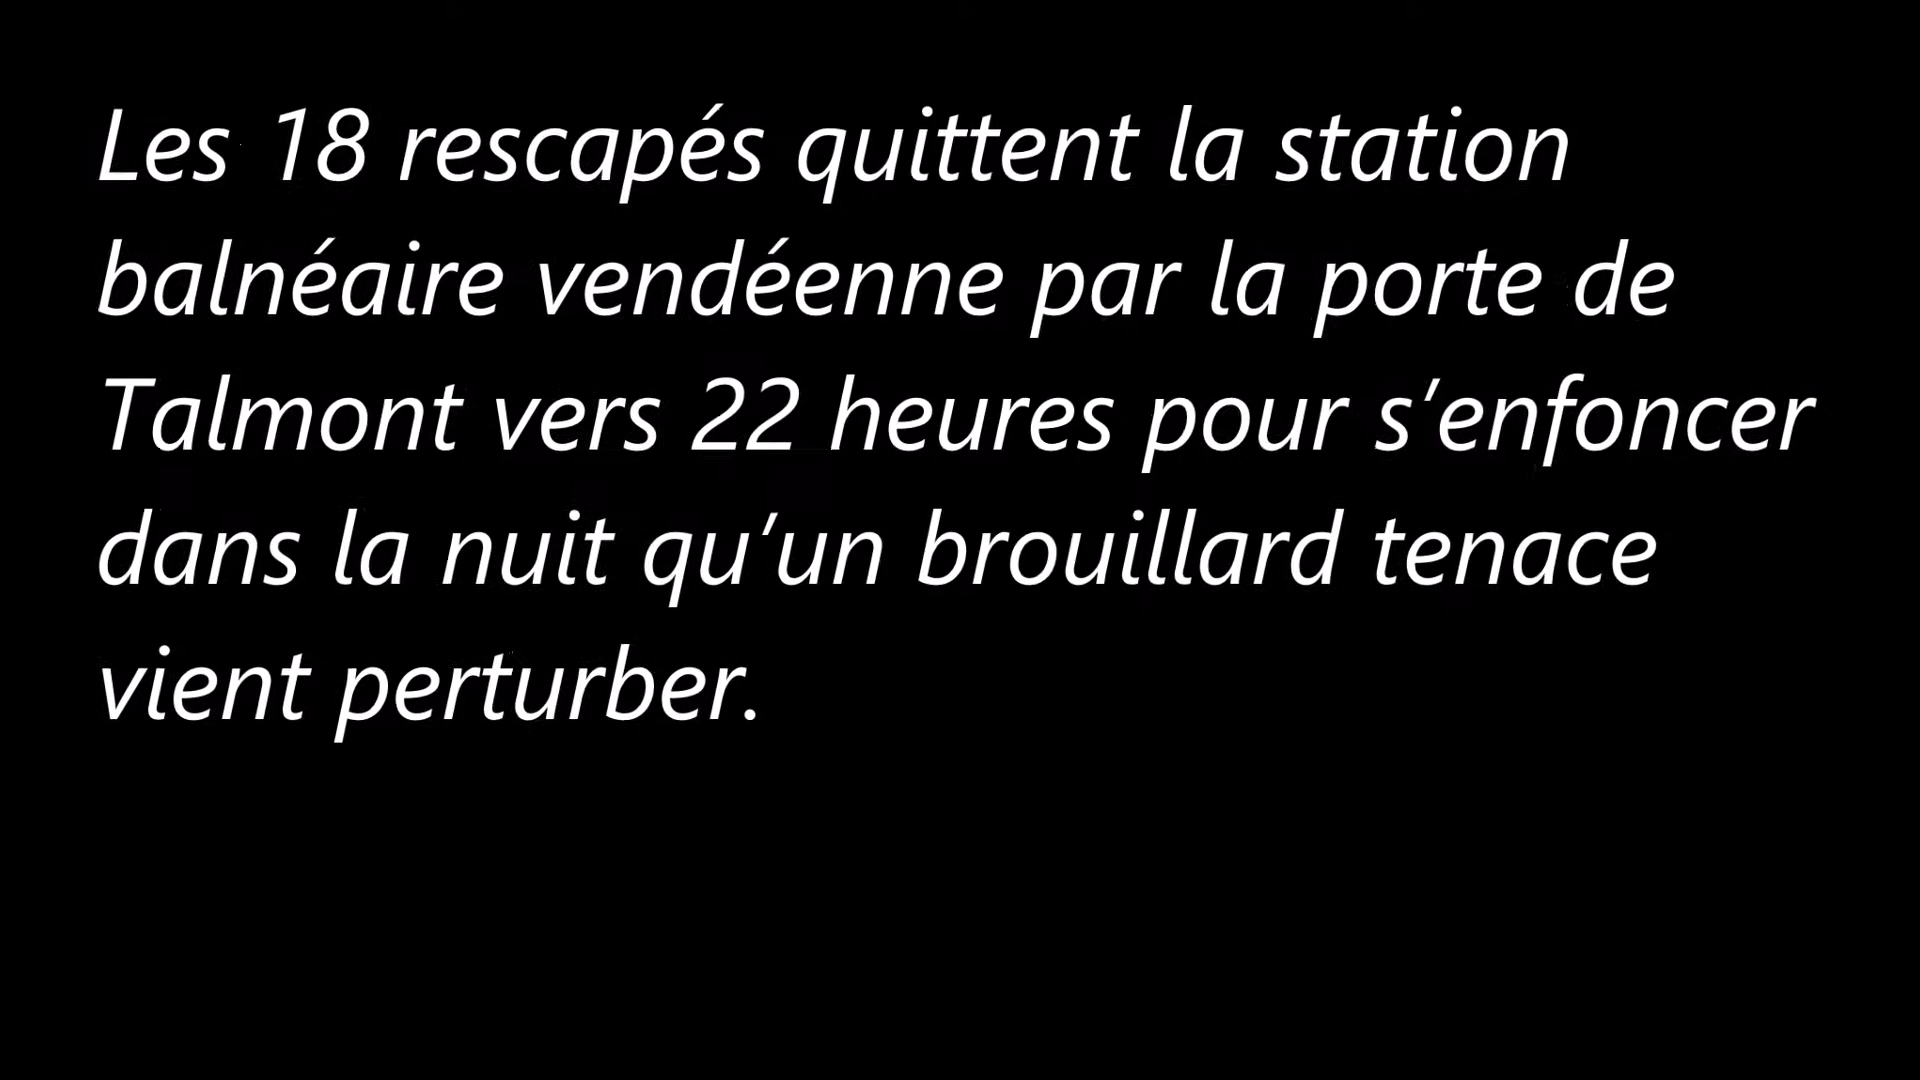 Les 18 rescapés quittent la station
balnéaire vendéenne par la porte de
Talmont vers 22 heures pour s’enfoncer
dans la nuit qu’un brouillard tenace
vient perturber.